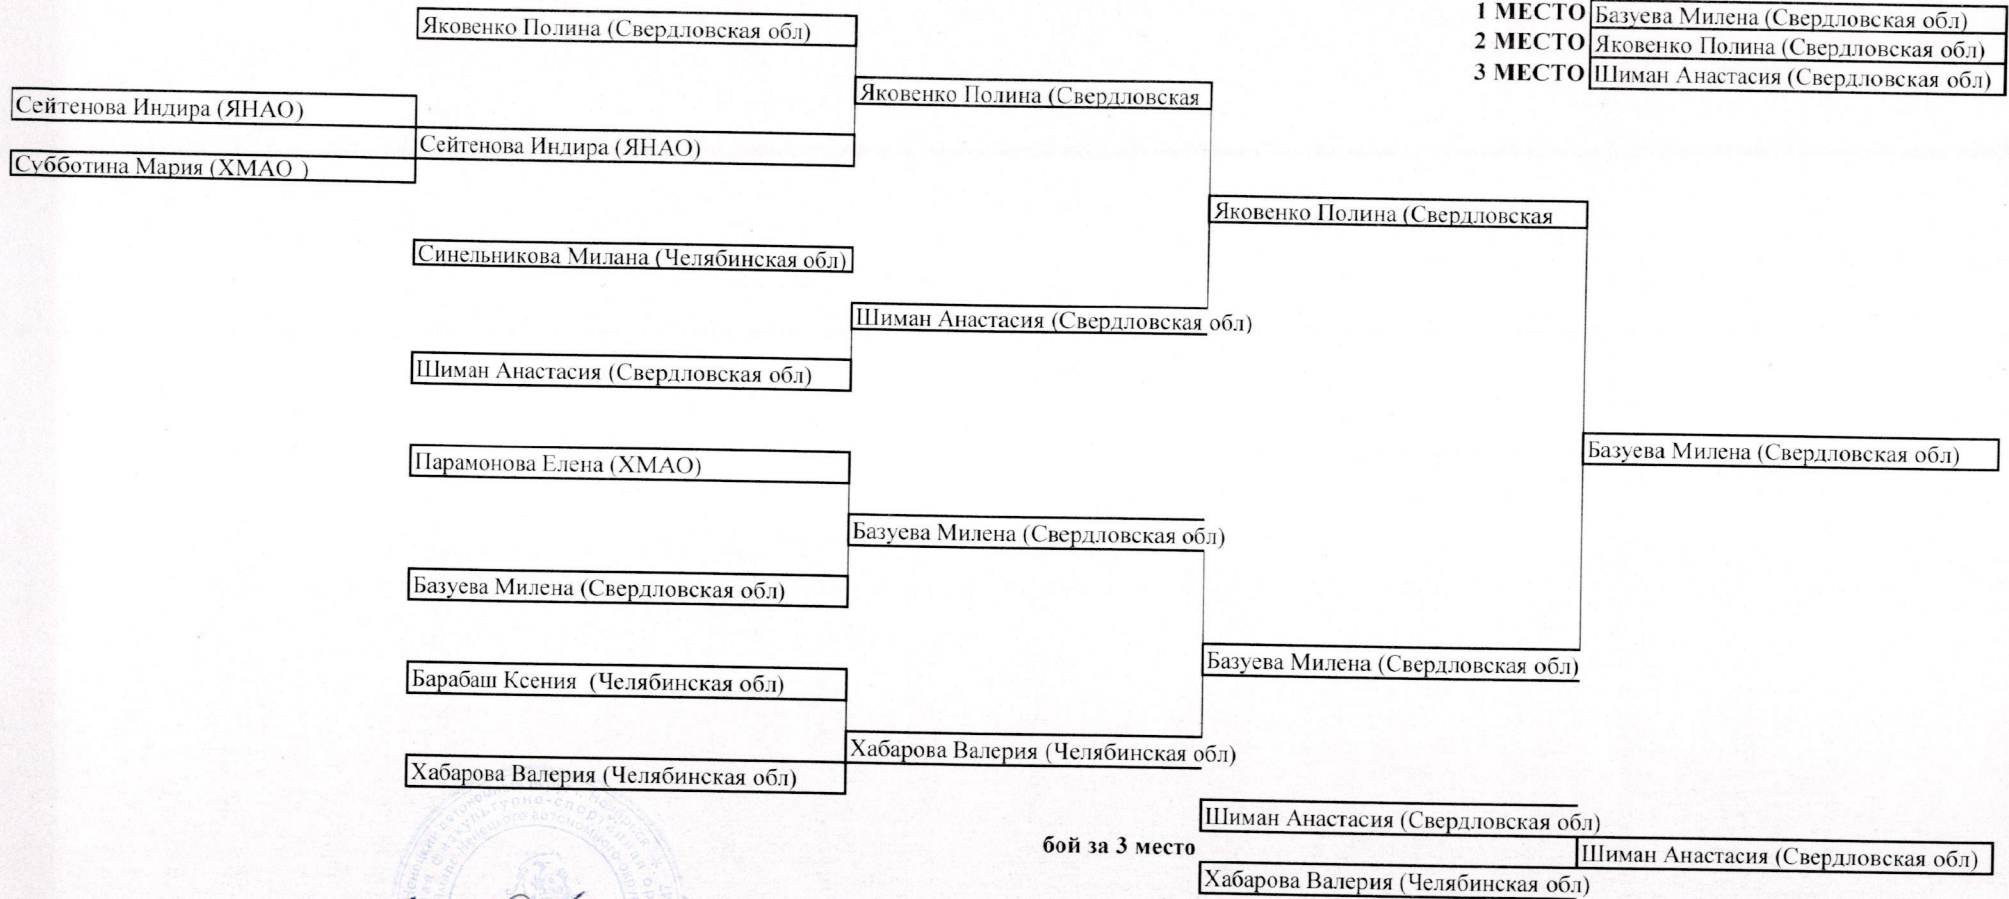 1 МЕСТО Базуева Милена (Свердловская обл)
2 МЕСТО Яковенко Полина (Свердловская обл)
3 МЕСТО Шиман Анастасия (Свердловская обл)
Яковенко Полина (Свердловская обл)
Яковенко Полина (Свердловская
Сейтенова Индира (ЯНАО)
Сейтенова Индира (ЯНАО)
Субботина Мария (ХМАО )
Яковенко Полина (Свердловская
Синельникова Милана (Челябинская обл)
Шиман Анастасия (Свердловская обл)
Шиман Анастасия (Свердловская обл)
Базуева Милена (Свердловская обл)
Парамонова Елена (ХМАО)
Базуева Милена (Свердловская обл)
Базуева Милена (Свердловская обл)
Базуева Милена (Свердловская обл)
Барабаш Ксения (Челябинская обл)
Хабарова Валерия (Челябинская обл)
Хабарова Валерия (Челябинская обл)
Шиман Анастасия (Свердловская обл)
бой за 3 место
Шиман Анастасия (Свердловская обл)
Хабарова Валерия (Челябинская обл)